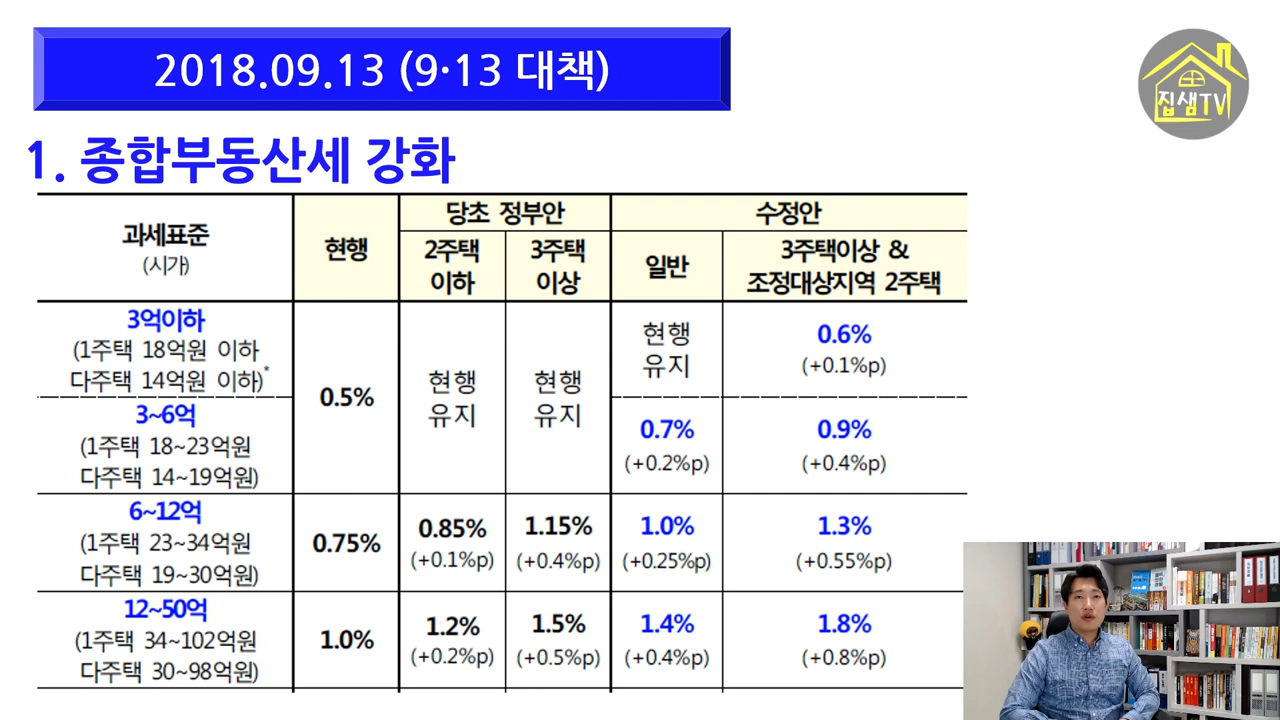 2018.09.13 (9·13 대책)
집샘TV
1. 종합부동산세 강화
과세표준
(시가)
현행
당초 정부안
수정안
2주택
이하
3주택
이상
일반
3주택이상 &
조정대상지역 2주택
3억이하
(1주택 18억원 이하
다주택 14억원 이하)*
0.5%
현행
유지
현행
유지
현행
유지
0.6%
(+0.1%p)
3~6억
(1주택 18~23억원
다주택 14~19억원)
0.7%
(+0.2%p)
0.9%
(+0.4%p)
6~12억
(1주택 23~34억원
다주택 19~30억원)
0.75%
0.85%
(+0.1%p)
1.15%
(+0.4%p)
1.0%
(+0.25%p)
1.3%
(+0.55%p)
12~50억
(1주택 34~102억원
다주택 30~98억원)
1.0%
1.2%
(+0.2%p)
1.5%
(+0.5%p)
1.4%
(+0.4%p)
1.8%
(+0.8%p)